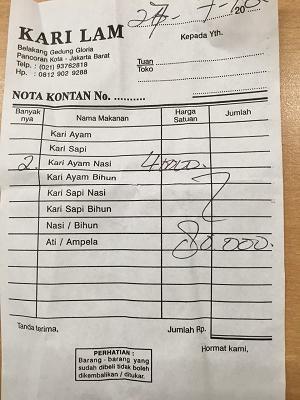 KARI LAM
Belakang Gedung Gloria
Pancoran Kota - Jakarta Barat
Telp. : (021) 93762818
Hp. : 0812 902 9288
Kepada Yth.
Tuan
Toko
NOTA KONTAN No. ..........
Banyak nya Nama Makanan Harga Satuan Jumlah
Kari Ayam
Kari Sapi
2. Kari Ayam Nasi
Kari Ayam Bihun
Kari Sapi Nasi
Kari Sapi Bihun
Nasi / Bihun
Ati / Ampela 80.000.
Tanda terima, Jumlah Rp.
Hormat kami,
PERHATIAN :
Barang - barang yang
sudah dibeli tidak boleh
dikembalikan / ditukar.